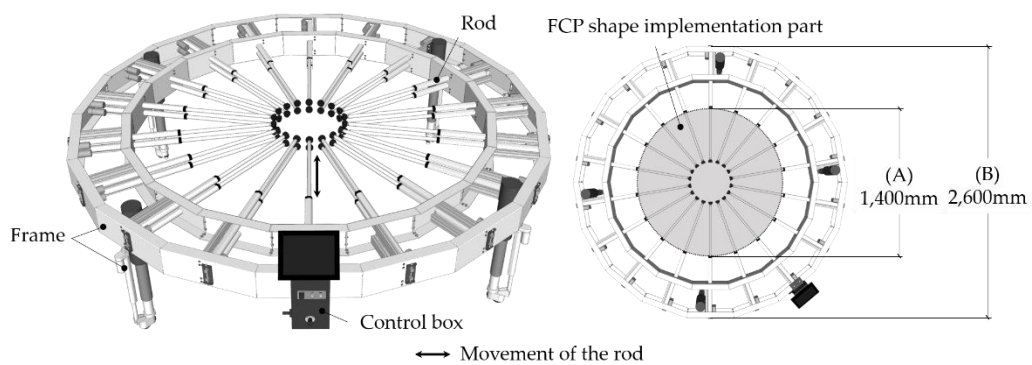 Rod
FCP shape implementation part
(A)
1,400mm
(B)
2,600mm
Frame
Control box
Movement of the rod